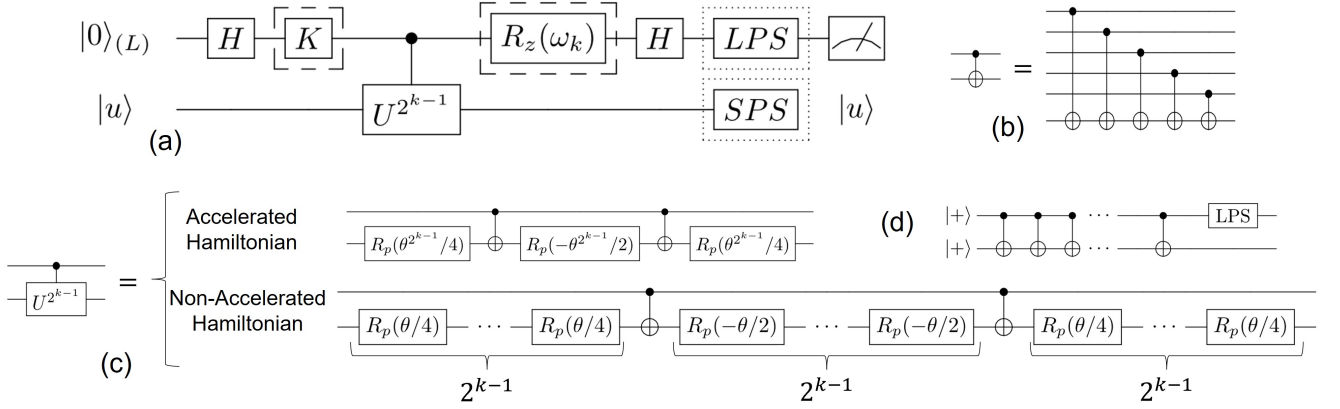 |0⟩(L) H K Rz(ωk) H LPS
|u⟩ U^{2^{k-1}} SPS |u⟩
(a)
=
(b)
Accelerated
Hamiltonian
Rp(θ^{2^{k-1}}/4) Rp(-θ^{2^{k-1}}/2) Rp(θ^{2^{k-1}}/4)
(d)
|+⟩ ··· LPS
|+⟩ ···
U^{2^{k-1}} =
Non-Accelerated
Hamiltonian
Rp(θ/4) ··· Rp(θ/4) Rp(-θ/2) ··· Rp(-θ/2) Rp(θ/4) ··· Rp(θ/4)
2^{k-1} 2^{k-1} 2^{k-1}
(c)